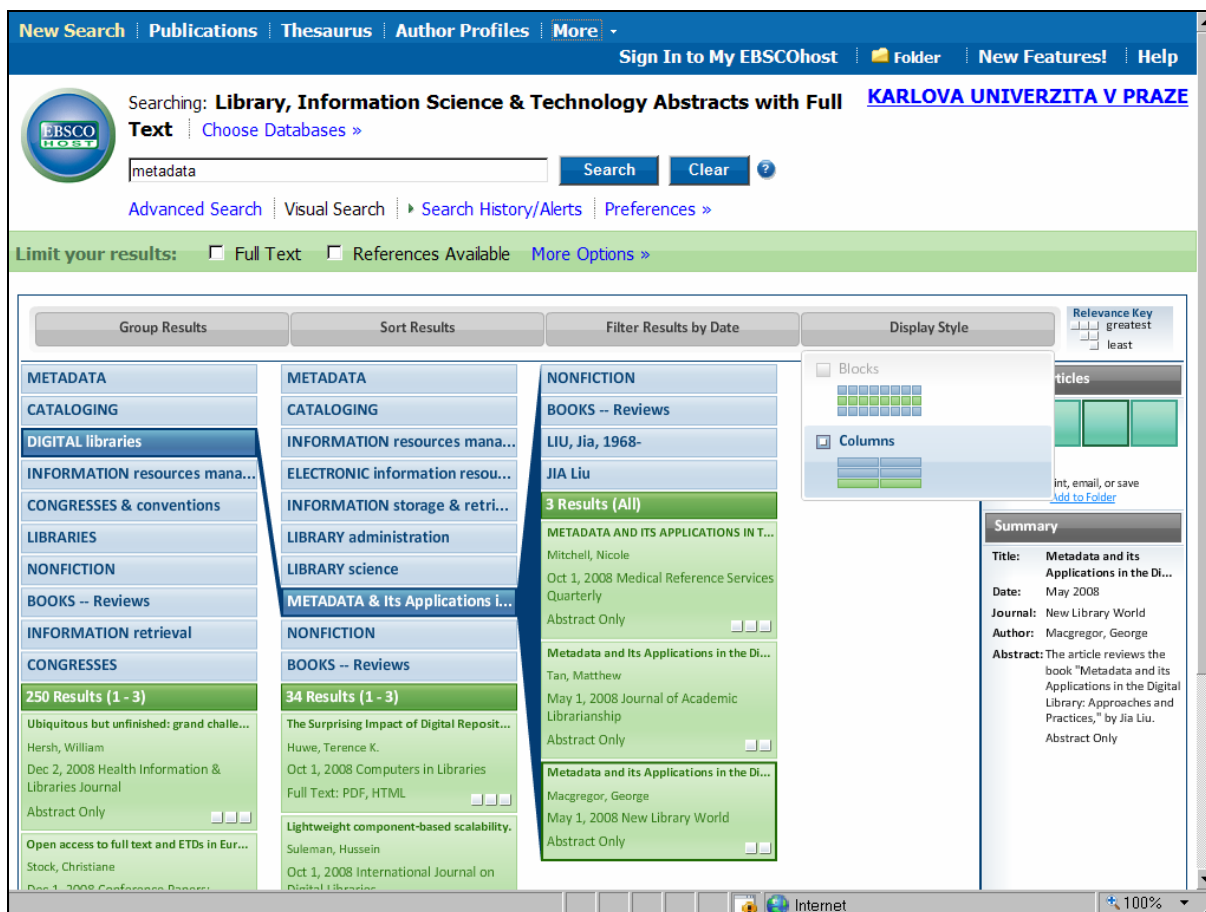 New Search Publications Thesaurus Author Profiles More
Sign In to My EBSCOhost Folder New Features! Help
EBSCO
HOST
Searching: Library, Information Science & Technology Abstracts with Full
Text Choose Databases »
KARLOVA UNIVERZITA V PRAZE
metadata
Search Clear ?
Advanced Search Visual Search Search History/Alerts Preferences »
Limit your results: Full Text References Available More Options »
Group Results Sort Results Filter Results by Date Display Style
Relevance Key
greatest
least
METADATA
CATALOGING
DIGITAL libraries
INFORMATION resources mana...
CONGRESSES & conventions
LIBRARIES
NONFICTION
BOOKS -- Reviews
INFORMATION retrieval
CONGRESSES
250 Results (1 - 3)
Ubiquitous but unfinished: grand challe...
Hersh, William
Dec 2, 2008 Health Information &
Libraries Journal
Abstract Only
Open access to full text and ETDs in Eur...
Stock, Christiane
Dec 1, 2008 Conference Papers:
METADATA
CATALOGING
INFORMATION resources mana...
ELECTRONIC information resou...
INFORMATION storage & retri...
LIBRARY administration
LIBRARY science
METADATA & Its Applications i...
NONFICTION
BOOKS -- Reviews
34 Results (1 - 3)
The Surprising Impact of Digital Reposit...
Huwe, Terence K.
Oct 1, 2008 Computers in Libraries
Full Text: PDF, HTML
Lightweight component-based scalability.
Suleman, Hussein
Oct 1, 2008 International Journal on
Digital Libraries
NONFICTION
BOOKS -- Reviews
LIU, Jia, 1968-
JIA Liu
3 Results (All)
METADATA AND ITS APPLICATIONS IN T...
Mitchell, Nicole
Oct 1, 2008 Medical Reference Services
Quarterly
Abstract Only
Metadata and Its Applications in the Di...
Tan, Matthew
May 1, 2008 Journal of Academic
Librarianship
Abstract Only
Metadata and its Applications in the Di...
Macgregor, George
May 1, 2008 New Library World
Abstract Only
Blocks
Columns
ticles
int, email, or save
Add to Folder
Summary
Title: Metadata and its
Applications in the Di...
Date: May 2008
Journal: New Library World
Author: Macgregor, George
Abstract: The article reviews the
book "Metadata and its
Applications in the Digital
Library: Approaches and
Practices," by Jia Liu.
Abstract Only
Internet 100%